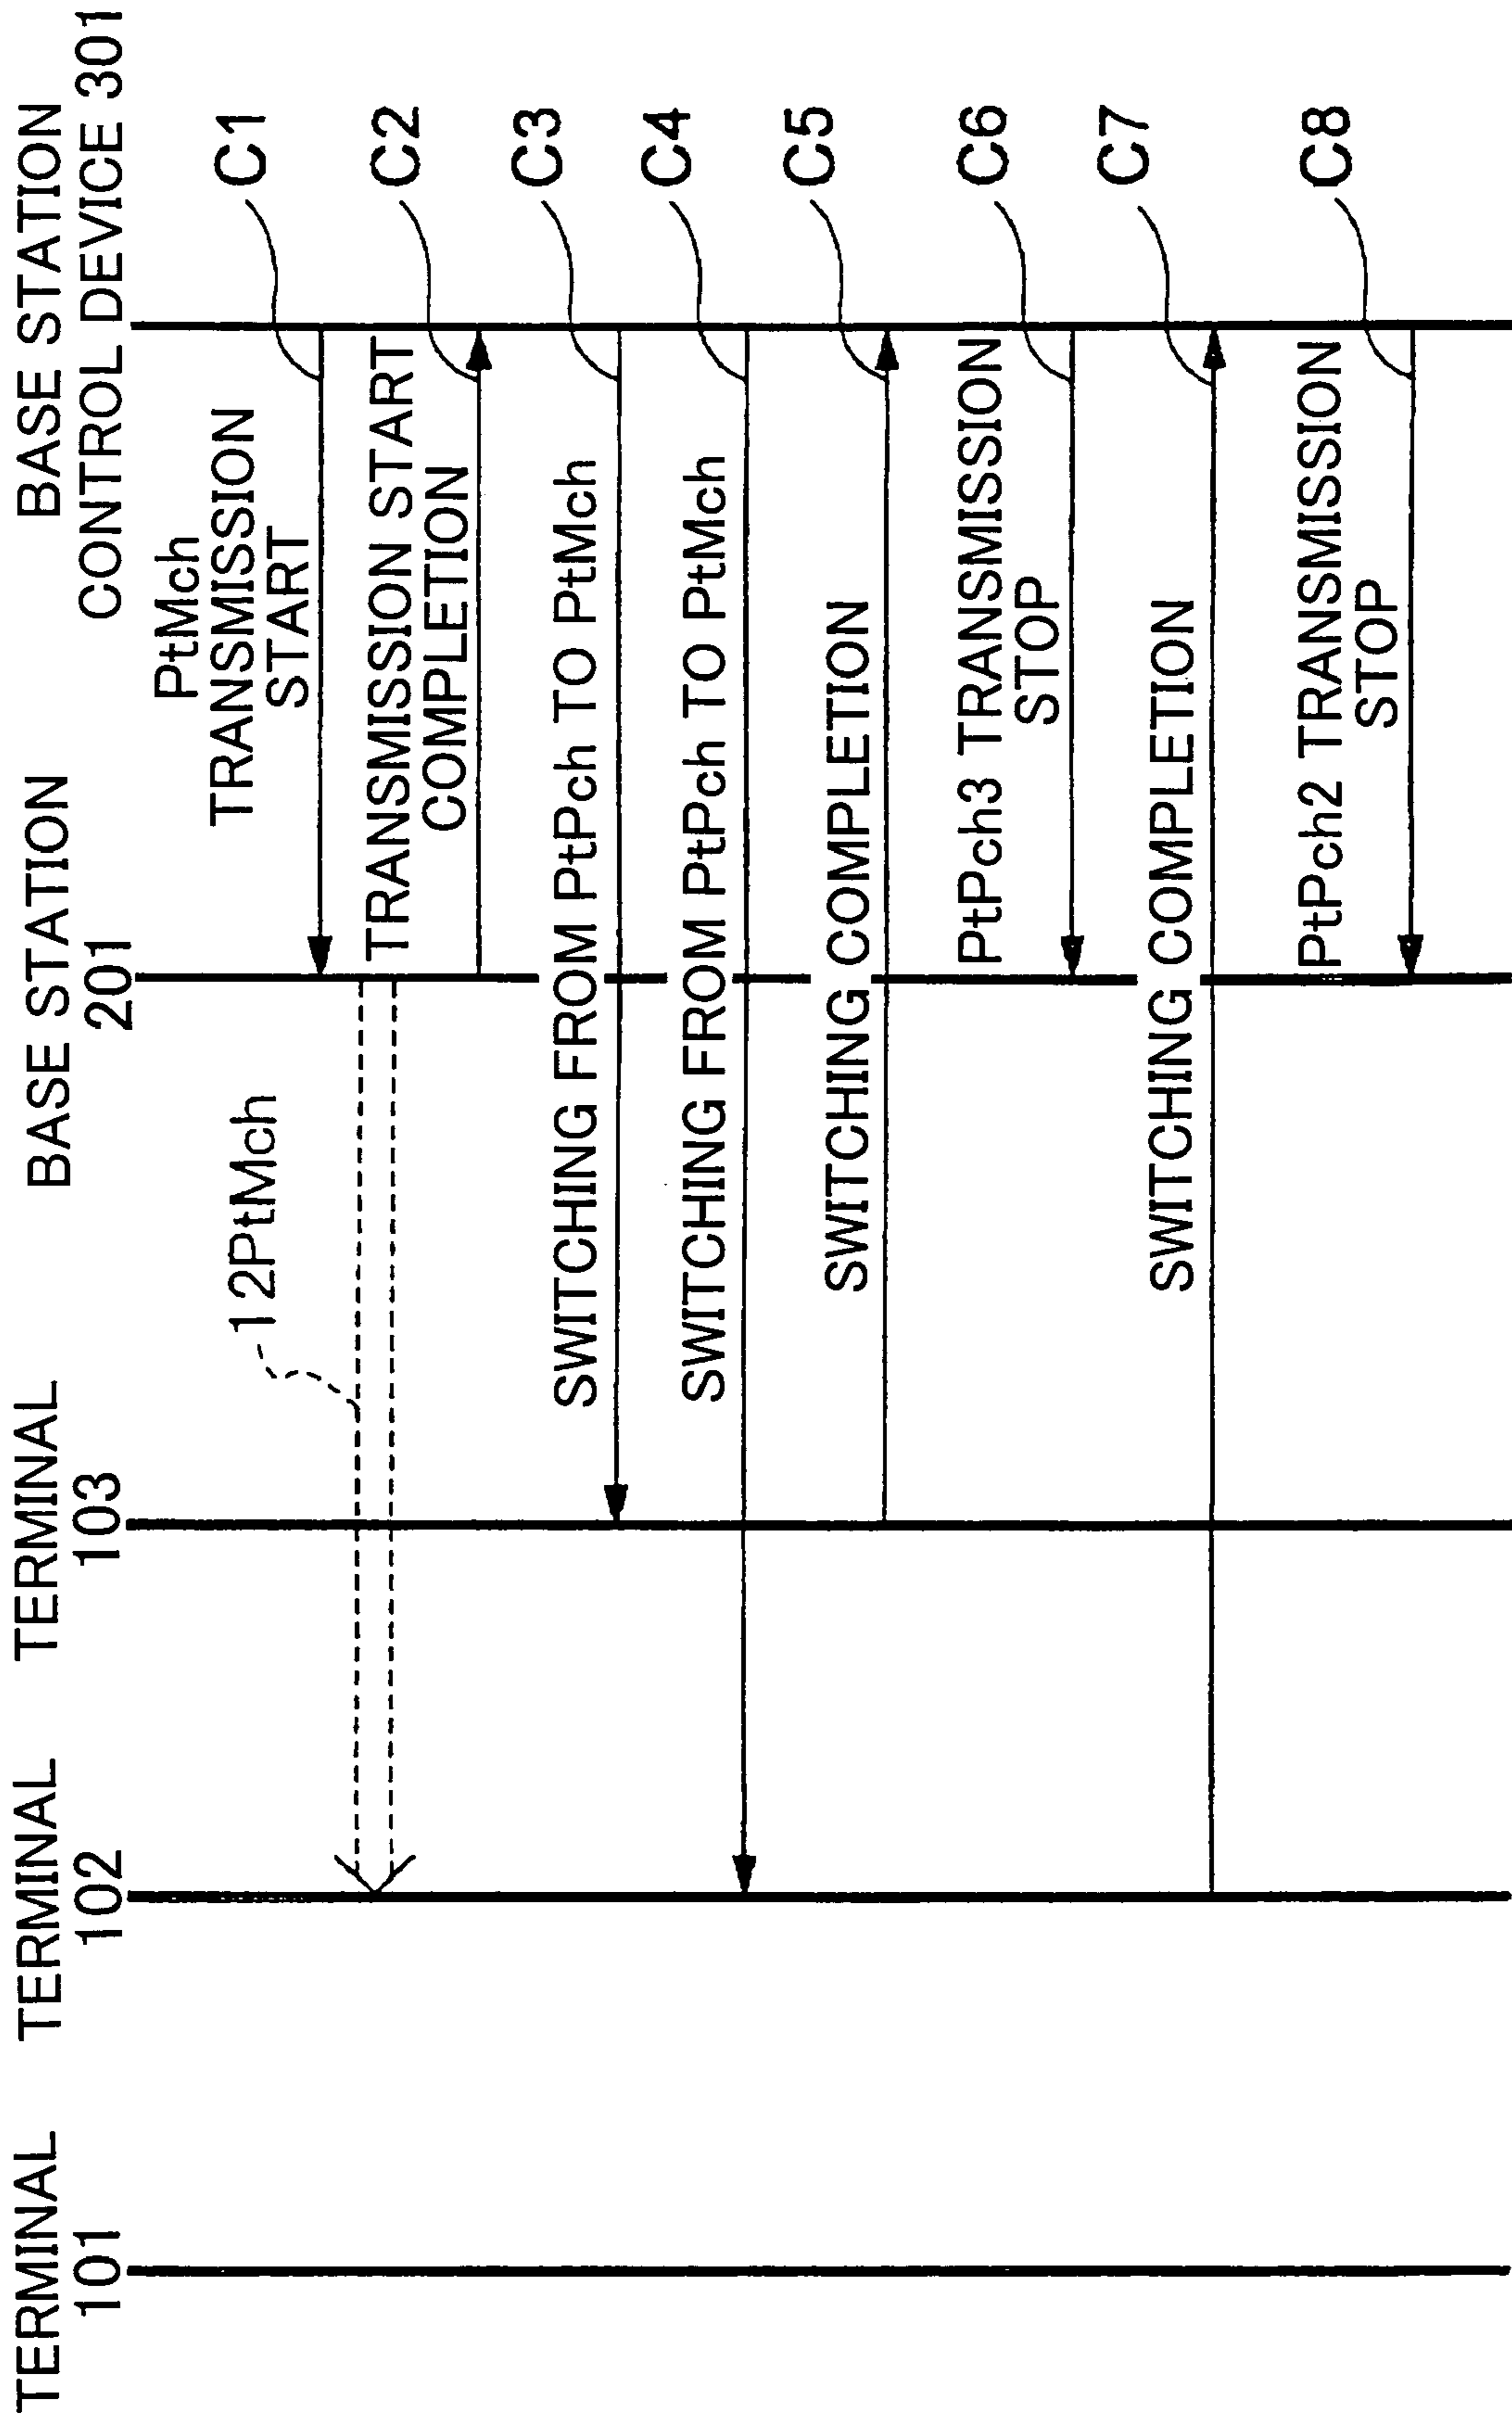 TERMINAL
101
TERMINAL
102
TERMINAL
103
BASE STATION
201
BASE STATION
CONTROL DEVICE 301
PtMch
TRANSMISSION
START
C1
12PtMch
TRANSMISSION START
COMPLETION
C2
SWITCHING FROM PtPch TO PtMch
C3
SWITCHING FROM PtPch TO PtMch
C4
SWITCHING COMPLETION
C5
PtPch3 TRANSMISSION
STOP
C6
SWITCHING COMPLETION
C7
PtPch2 TRANSMISSION
STOP
C8